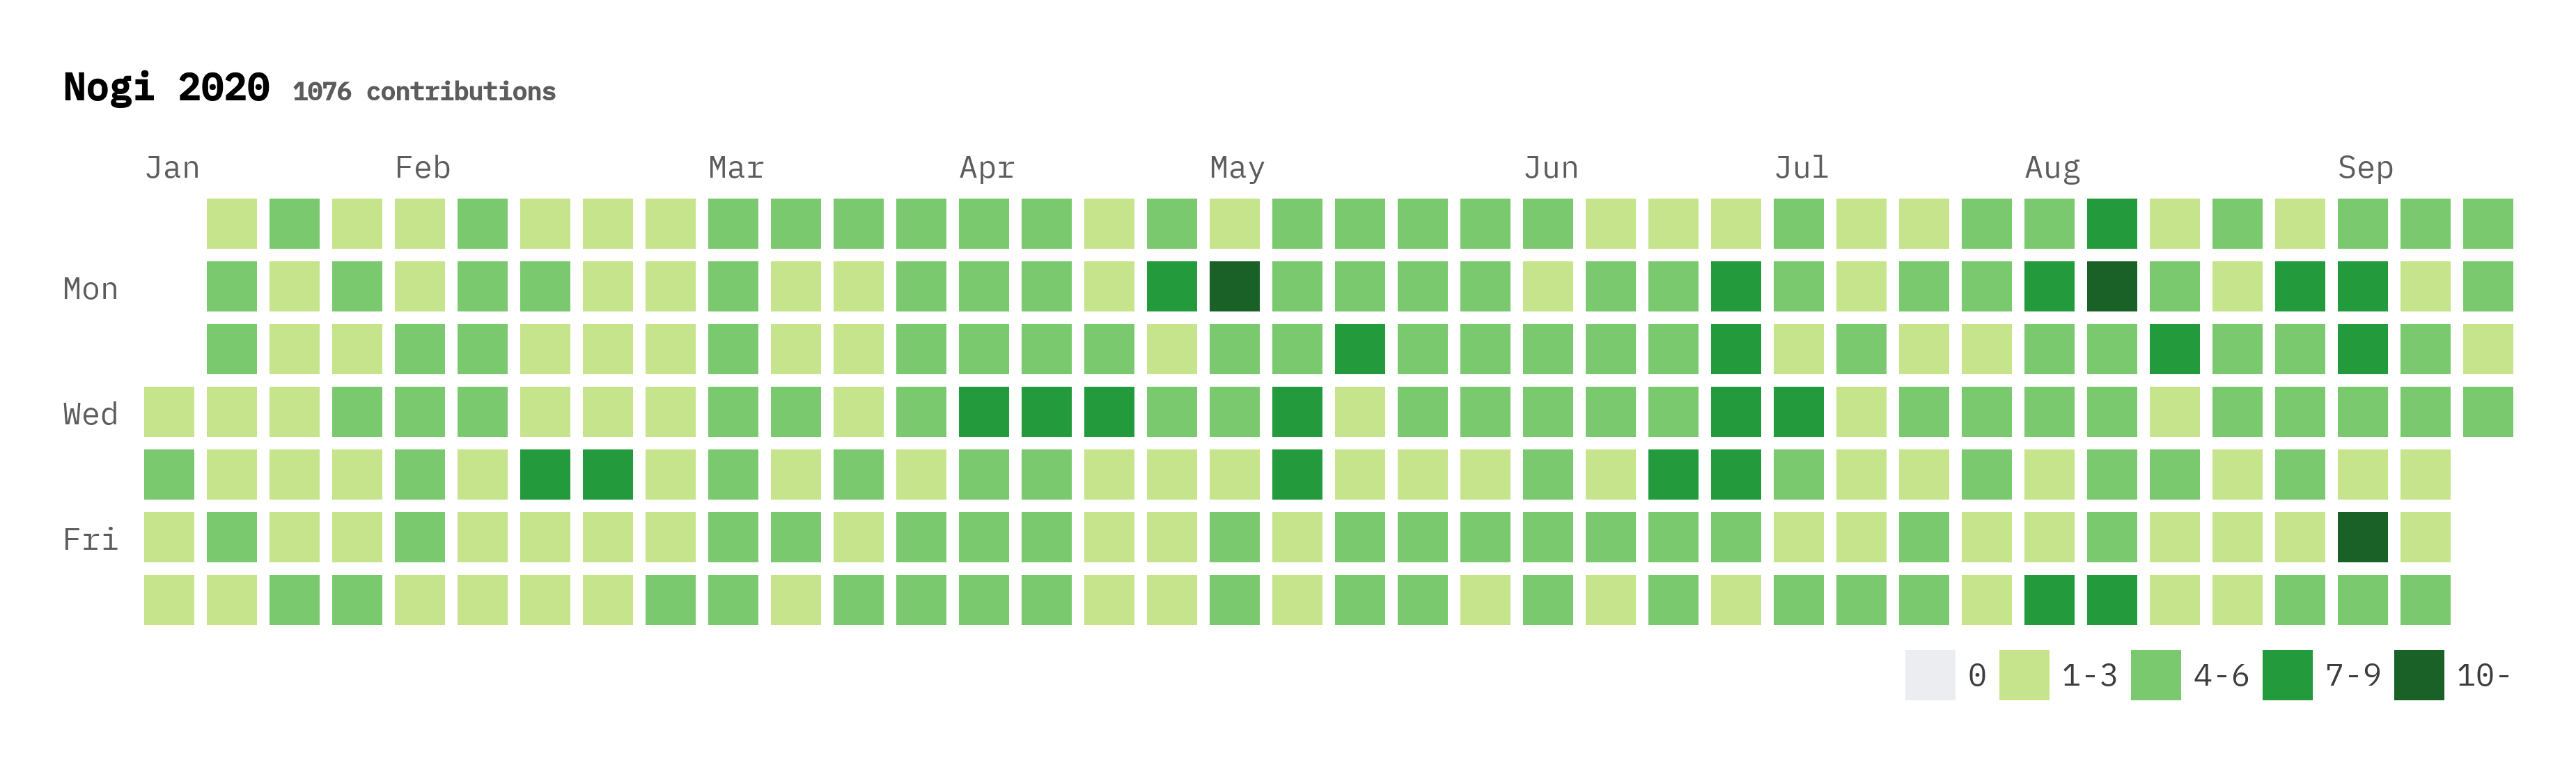 Nogi 2020 1076 contributions
Jan Feb Mar Apr May Jun Jul Aug Sep
Mon
Wed
Fri
0 1-3 4-6 7-9 10-